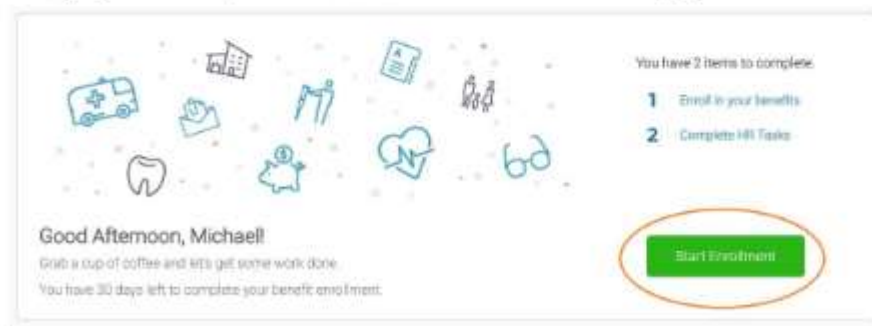 You have 2 items to complete.
1 Enroll in your benefits
2 Complete HR Tasks
Good Afternoon, Michael!
Grab a cup of coffee and let's get some work done.
You have 30 days left to complete your benefit enrollment.
Start Enrollment